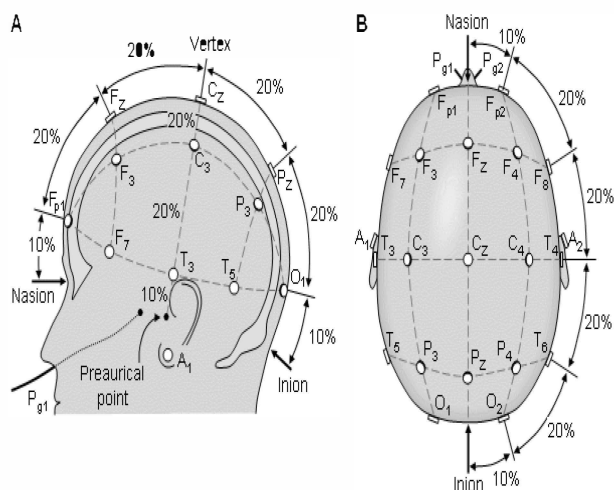 A
20%
Vertex
Fz
Cz
20%
20%
20%
F3
C3
Pz
Fp1
20%
P3
20%
10%
F7
T3
T5
O1
Nasion
10%
10%
Preaurical
point
A1
Inion
Pg1
B
Nasion
10%
Pg1
Pg2
Fp1
Fp2
20%
F7
F3
Fz
F4
F8
20%
A1
T3
C3
Cz
C4
T4
A2
T5
P3
Pz
P4
T6
20%
O1
O2
20%
Inion
10%